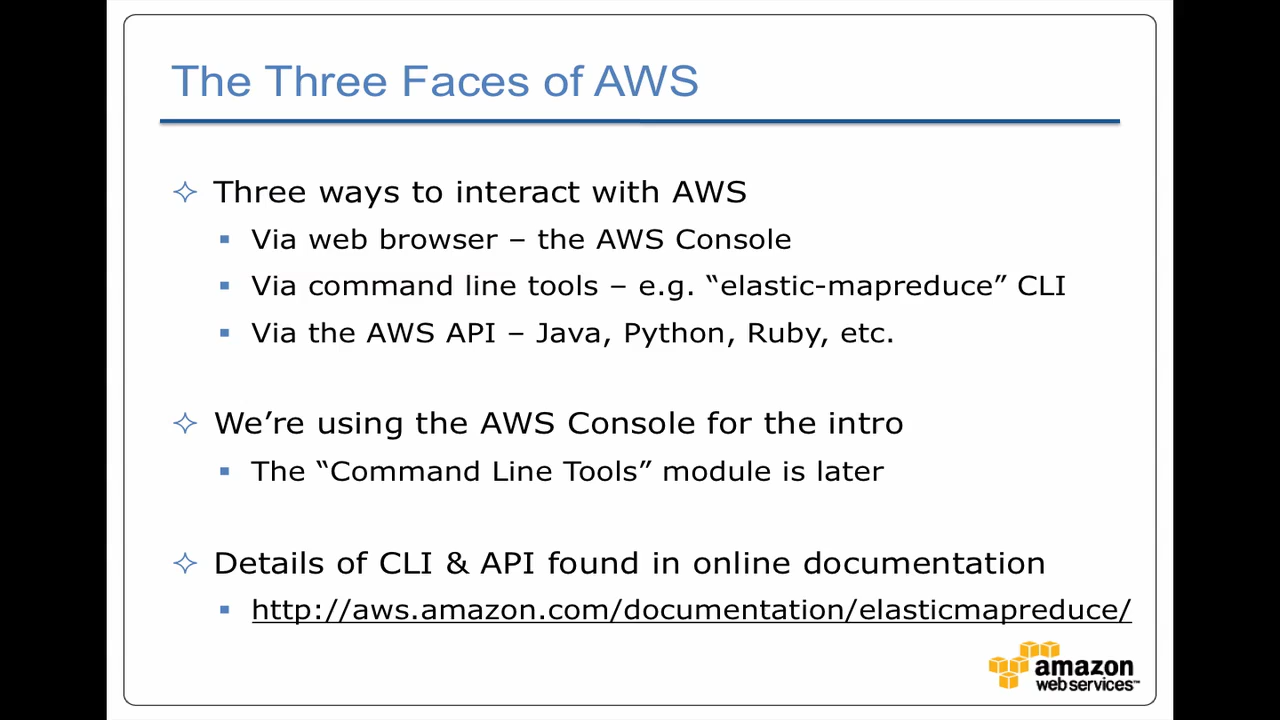 The Three Faces of AWS
Three ways to interact with AWS
Via web browser – the AWS Console
Via command line tools – e.g. “elastic-mapreduce” CLI
Via the AWS API – Java, Python, Ruby, etc.
We’re using the AWS Console for the intro
The “Command Line Tools” module is later
Details of CLI & API found in online documentation
http://aws.amazon.com/documentation/elasticmapreduce/
amazon
web services™